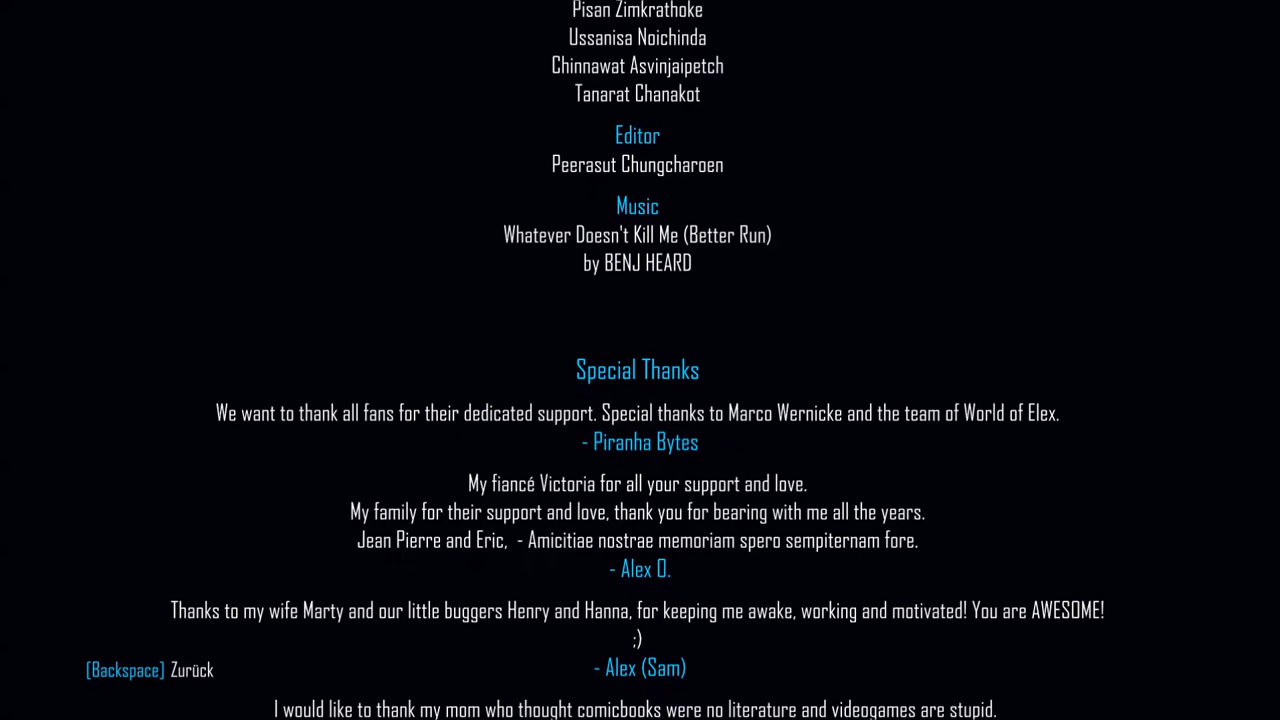 Pisan Zimkrathoke
Ussanisa Noichinda
Chinnawat Asvinjaipetch
Tanarat Chanakot
Editor
Peerasut Chungcharoen
Music
Whatever Doesn't Kill Me (Better Run)
by BENJ HEARD
Special Thanks
We want to thank all fans for their dedicated support. Special thanks to Marco Wernicke and the team of World of Elex.
- Piranha Bytes
My fiancé Victoria for all your support and love.
My family for their support and love, thank you for bearing with me all the years.
Jean Pierre and Eric,  - Amicitiae nostrae memoriam spero sempiternam fore.
- Alex O.
Thanks to my wife Marty and our little buggers Henry and Hanna, for keeping me awake, working and motivated! You are AWESOME!
;)
- Alex (Sam)
[Backspace] Zurück
I would like to thank my mom who thought comicbooks were no literature and videogames are stupid.